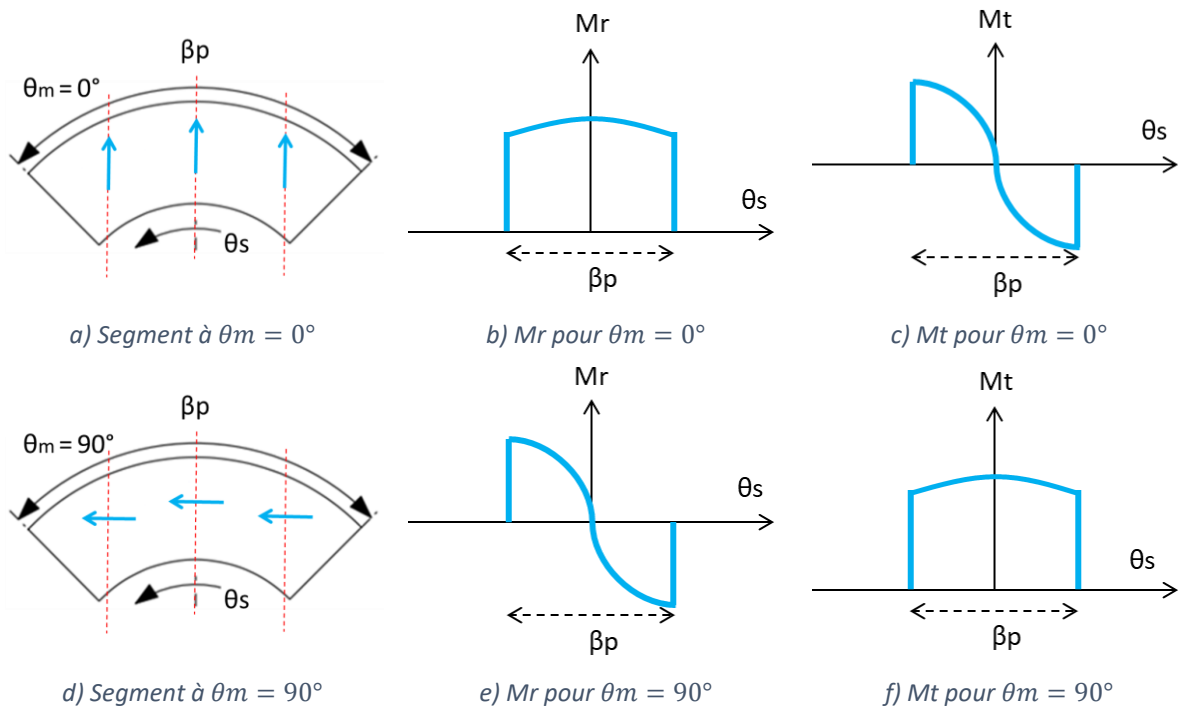 βp
θm = 0°
θs
a) Segment à θm = 0°
Mr
θs
βp
b) Mr pour θm = 0°
Mt
θs
βp
c) Mt pour θm = 0°
βp
θm = 90°
θs
d) Segment à θm = 90°
Mr
θs
βp
e) Mr pour θm = 90°
Mt
θs
βp
f) Mt pour θm = 90°